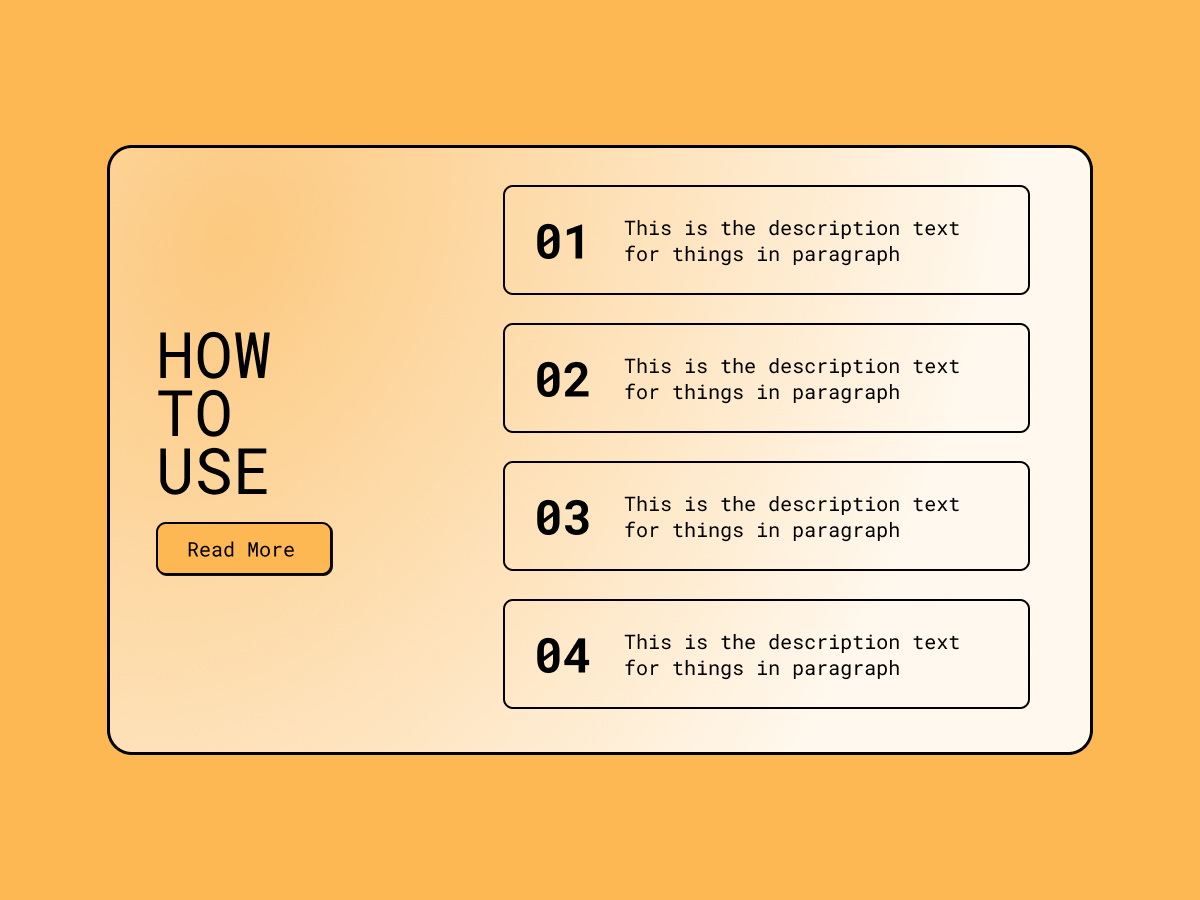 HOW
TO
USE
Read More
01
This is the description text
for things in paragraph
02
This is the description text
for things in paragraph
03
This is the description text
for things in paragraph
04
This is the description text
for things in paragraph